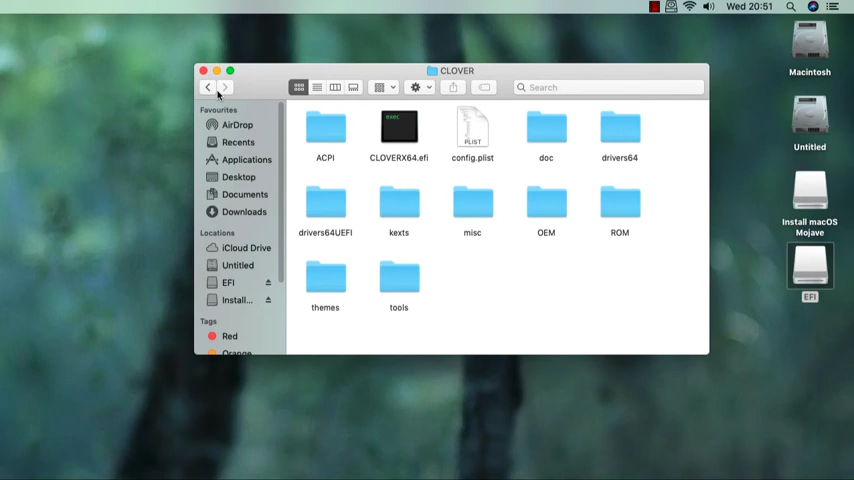 Wed 20:51
CLOVER
Search
Favourites
AirDrop
Recents
Applications
Desktop
Documents
Downloads
Locations
iCloud Drive
Untitled
EFI
Install...
Tags
Red
Orange
exec
PLIST
ACPI
CLOVERX64.efi
config.plist
doc
drivers64
drivers64UEFI
kexts
misc
OEM
ROM
themes
tools
Macintosh
Untitled
Install macOS
Mojave
EFI